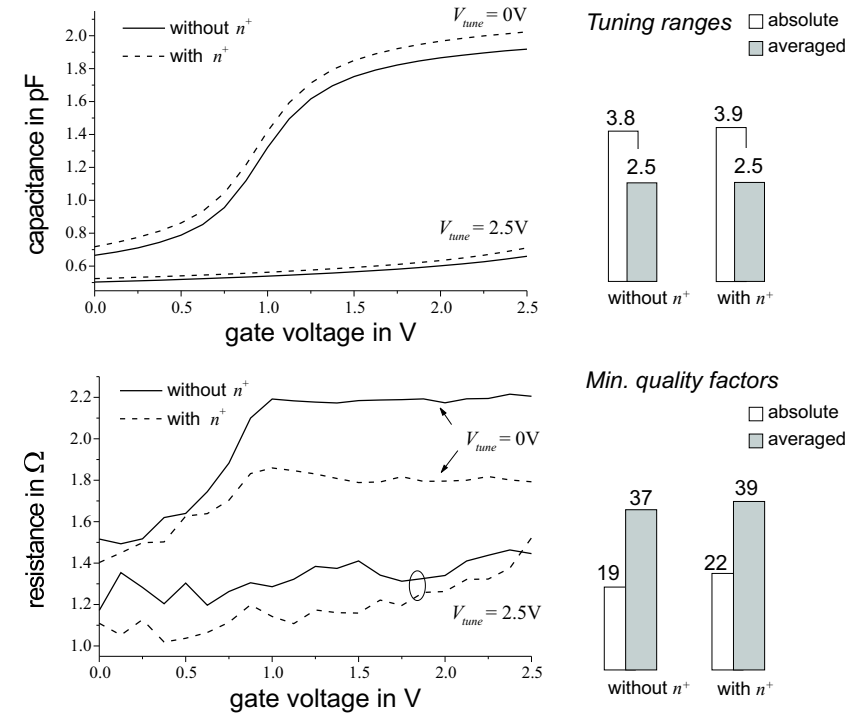 V_tune = 0V
without n⁺
with n⁺
V_tune = 2.5V
capacitance in pF
2.0
1.8
1.6
1.4
1.2
1.0
0.8
0.6
0.0 0.5 1.0 1.5 2.0 2.5
gate voltage in V
Tuning ranges
absolute
averaged
3.8 3.9
2.5 2.5
without n⁺ with n⁺
without n⁺
with n⁺
V_tune = 0V
V_tune = 2.5V
resistance in Ω
2.2
2.0
1.8
1.6
1.4
1.2
1.0
0.0 0.5 1.0 1.5 2.0 2.5
gate voltage in V
Min. quality factors
absolute
averaged
37 39
19 22
without n⁺ with n⁺